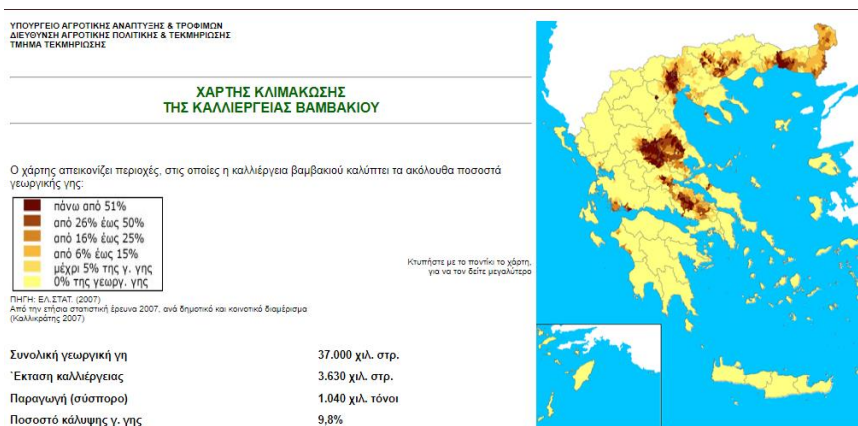 ΥΠΟΥΡΓΕΙΟ ΑΓΡΟΤΙΚΗΣ ΑΝΑΠΤΥΞΗΣ & ΤΡΟΦΙΜΩΝ
ΔΙΕΥΘΥΝΣΗ ΑΓΡΟΤΙΚΗΣ ΠΟΛΙΤΙΚΗΣ & ΤΕΚΜΗΡΙΩΣΗΣ
ΤΜΗΜΑ ΤΕΚΜΗΡΙΩΣΗΣ
ΧΑΡΤΗΣ ΚΛΙΜΑΚΩΣΗΣ
ΤΗΣ ΚΑΛΛΙΕΡΓΕΙΑΣ ΒΑΜΒΑΚΙΟΥ
Ο χάρτης απεικονίζει περιοχές, στις οποίες η καλλιέργεια βαμβακιού καλύπτει τα ακόλουθα ποσοστά
γεωργικής γης:
πάνω από 51%
από 26% έως 50%
από 16% έως 25%
από 6% έως 15%
μέχρι 5% της γ. γης
0% της γεωργ. γης
Κτυπήστε με το ποντίκι το χάρτη,
για να τον δείτε μεγαλύτερο
ΠΗΓΗ: ΕΛ.ΣΤΑΤ. (2007)
Από την ετήσια στατιστική έρευνα 2007, ανά δημοτικό και κοινοτικό διαμέρισμα
(Καλλικράτης 2007)
Συνολική γεωργική γη 37.000 χιλ. στρ.
Έκταση καλλιέργειας 3.630 χιλ. στρ.
Παραγωγή (σύσπορο) 1.040 χιλ. τόνοι
Ποσοστό κάλυψης γ. γης 9,8%